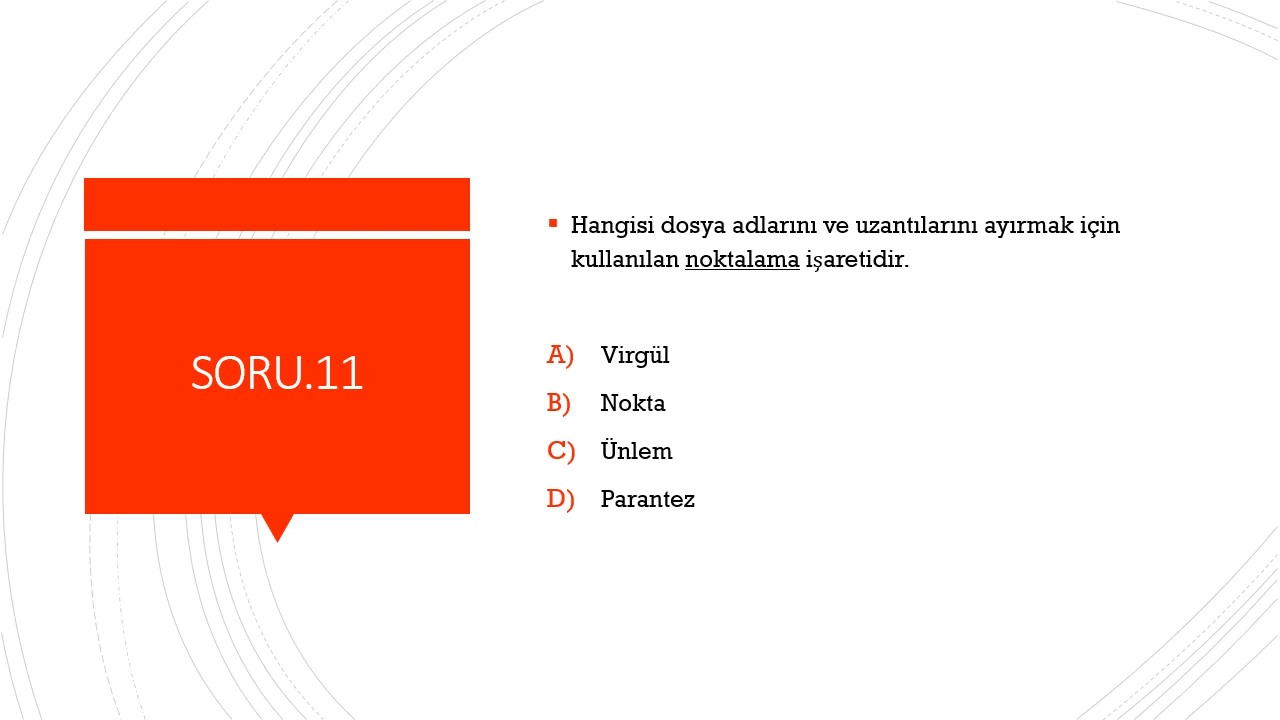 SORU.11
▪ Hangisi dosya adlarını ve uzantılarını ayırmak için
kullanılan noktalama işaretidir.
A) Virgül
B) Nokta
C) Ünlem
D) Parantez